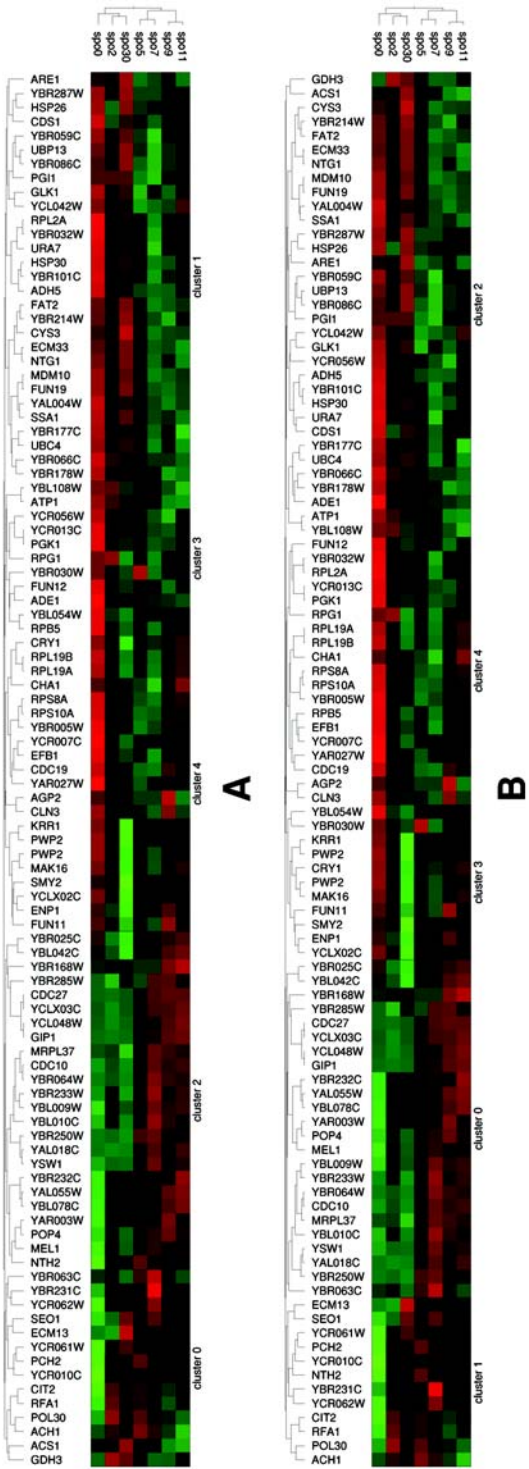 spo0
spo2
spo30
spo5
spo7
spo9
spo11
ARE1
YBR287W
HSP26
CDS1
YBR059C
UBP13
YBR086C
PGI1
GLK1
YCL042W
RPL2A
YBR032W
URA7
HSP30
YBR101C
ADH5
FAT2
YBR214W
CYS3
ECM33
NTG1
MDM10
FUN19
YAL004W
SSA1
YBR177C
UBC4
YBR066C
YBR178W
YBL108W
ATP1
YCR056W
YCR013C
PGK1
RPG1
YBR030W
FUN12
ADE1
YBL054W
RPB5
CRY1
RPL19B
RPL19A
CHA1
RPS8A
RPS10A
YBR005W
YCR007C
EFB1
CDC19
YAR027W
AGP2
CLN3
KRR1
PWP2
PWP2
MAK16
SMY2
YCLX02C
ENP1
FUN11
YBR025C
YBL042C
YBR168W
YBR285W
CDC27
YCLX03C
YCL048W
GIP1
MRPL37
CDC10
YBR064W
YBR233W
YBL009W
YBL010C
YBR250W
YAL018C
YSW1
YBR232C
YAL055W
YBL078C
YAR003W
POP4
MEL1
NTH2
YBR063C
YBR231C
YCR062W
SEO1
ECM13
YCR061W
PCH2
YCR010C
CIT2
RFA1
POL30
ACH1
ACS1
GDH3
cluster 1
cluster 3
cluster 4
cluster 2
cluster 0
A
spo0
spo2
spo30
spo5
spo7
spo9
spo11
GDH3
ACS1
CYS3
YBR214W
FAT2
ECM33
NTG1
MDM10
FUN19
YAL004W
SSA1
YBR287W
HSP26
ARE1
YBR059C
UBP13
YBR086C
PGI1
YCL042W
GLK1
YCR056W
ADH5
YBR101C
HSP30
URA7
CDS1
YBR177C
UBC4
YBR066C
YBR178W
ADE1
ATP1
YBL108W
FUN12
YBR032W
RPL2A
YCR013C
PGK1
RPG1
RPL19A
RPL19B
CHA1
RPS8A
RPS10A
YBR005W
RPB5
EFB1
YCR007C
YAR027W
CDC19
AGP2
CLN3
YBL054W
YBR030W
KRR1
PWP2
CRY1
PWP2
MAK16
FUN11
SMY2
ENP1
YCLX02C
YBR025C
YBL042C
YBR168W
YBR285W
CDC27
YCLX03C
YCL048W
GIP1
YBR232C
YAL055W
YBL078C
YAR003W
POP4
MEL1
YBL009W
YBR233W
YBR064W
CDC10
MRPL37
YBL010C
YSW1
YAL018C
YBR250W
YBR063C
ECM13
SEO1
YCR061W
PCH2
YCR010C
NTH2
YBR231C
YCR062W
CIT2
RFA1
POL30
ACH1
cluster 2
cluster 4
cluster 3
cluster 0
cluster 1
B